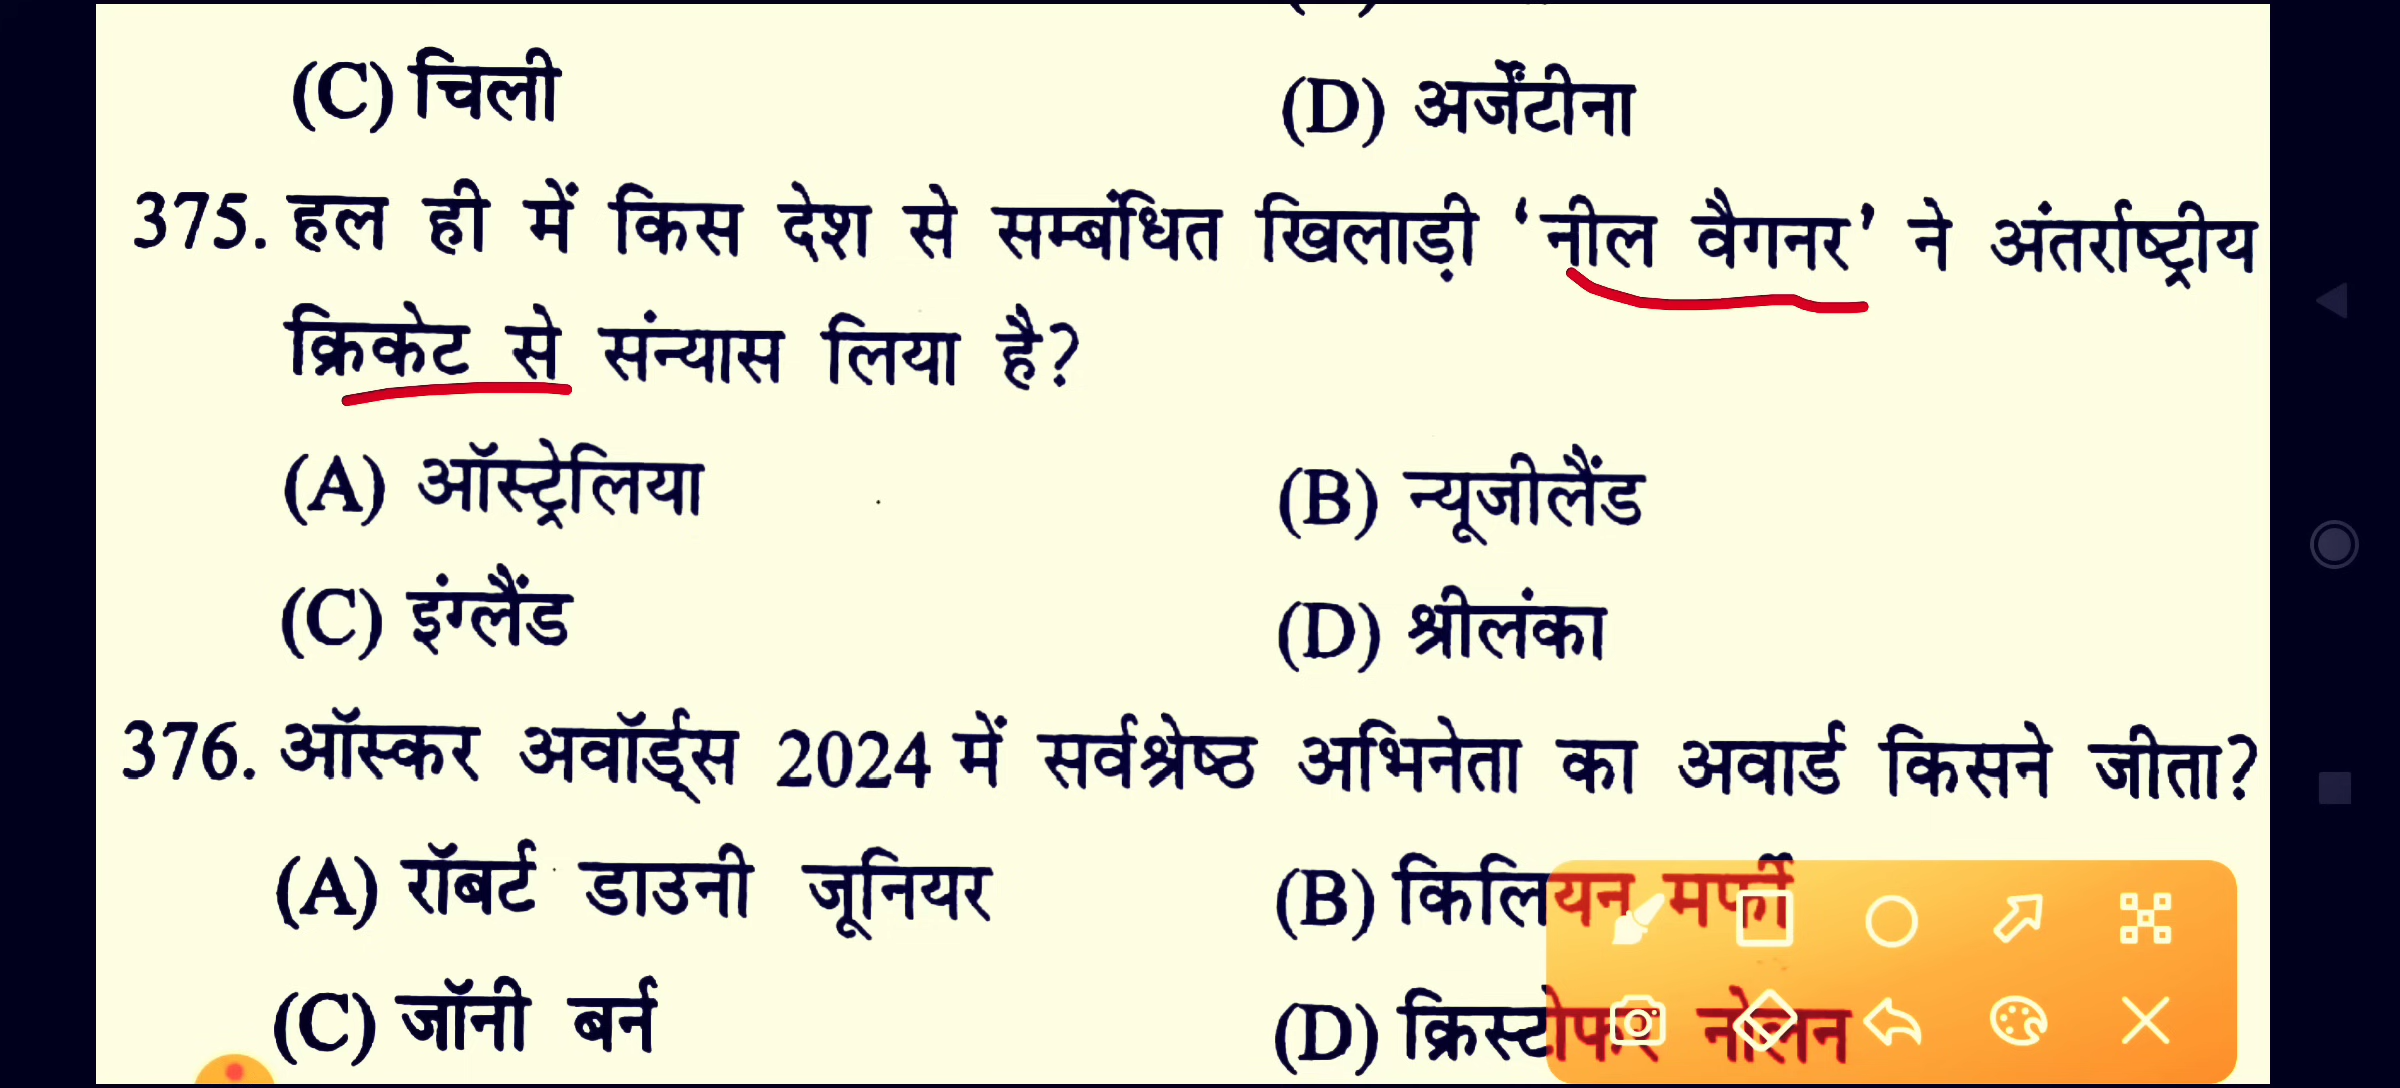 (C) चिली (D) अर्जेंटीना
375. हल ही में किस देश से सम्बंधित खिलाड़ी ‘नील वैगनर’ ने अंतर्राष्ट्रीय
क्रिकेट से संन्यास लिया है?
(A) ऑस्ट्रेलिया (B) न्यूजीलैंड
(C) इंग्लैंड (D) श्रीलंका
376. ऑस्कर अवॉर्ड्स 2024 में सर्वश्रेष्ठ अभिनेता का अवार्ड किसने जीता?
(A) रॉबर्ट डाउनी जूनियर (B) किलियन मर्फी
(C) जॉनी बर्न (D) क्रिस्टोफर नोलन